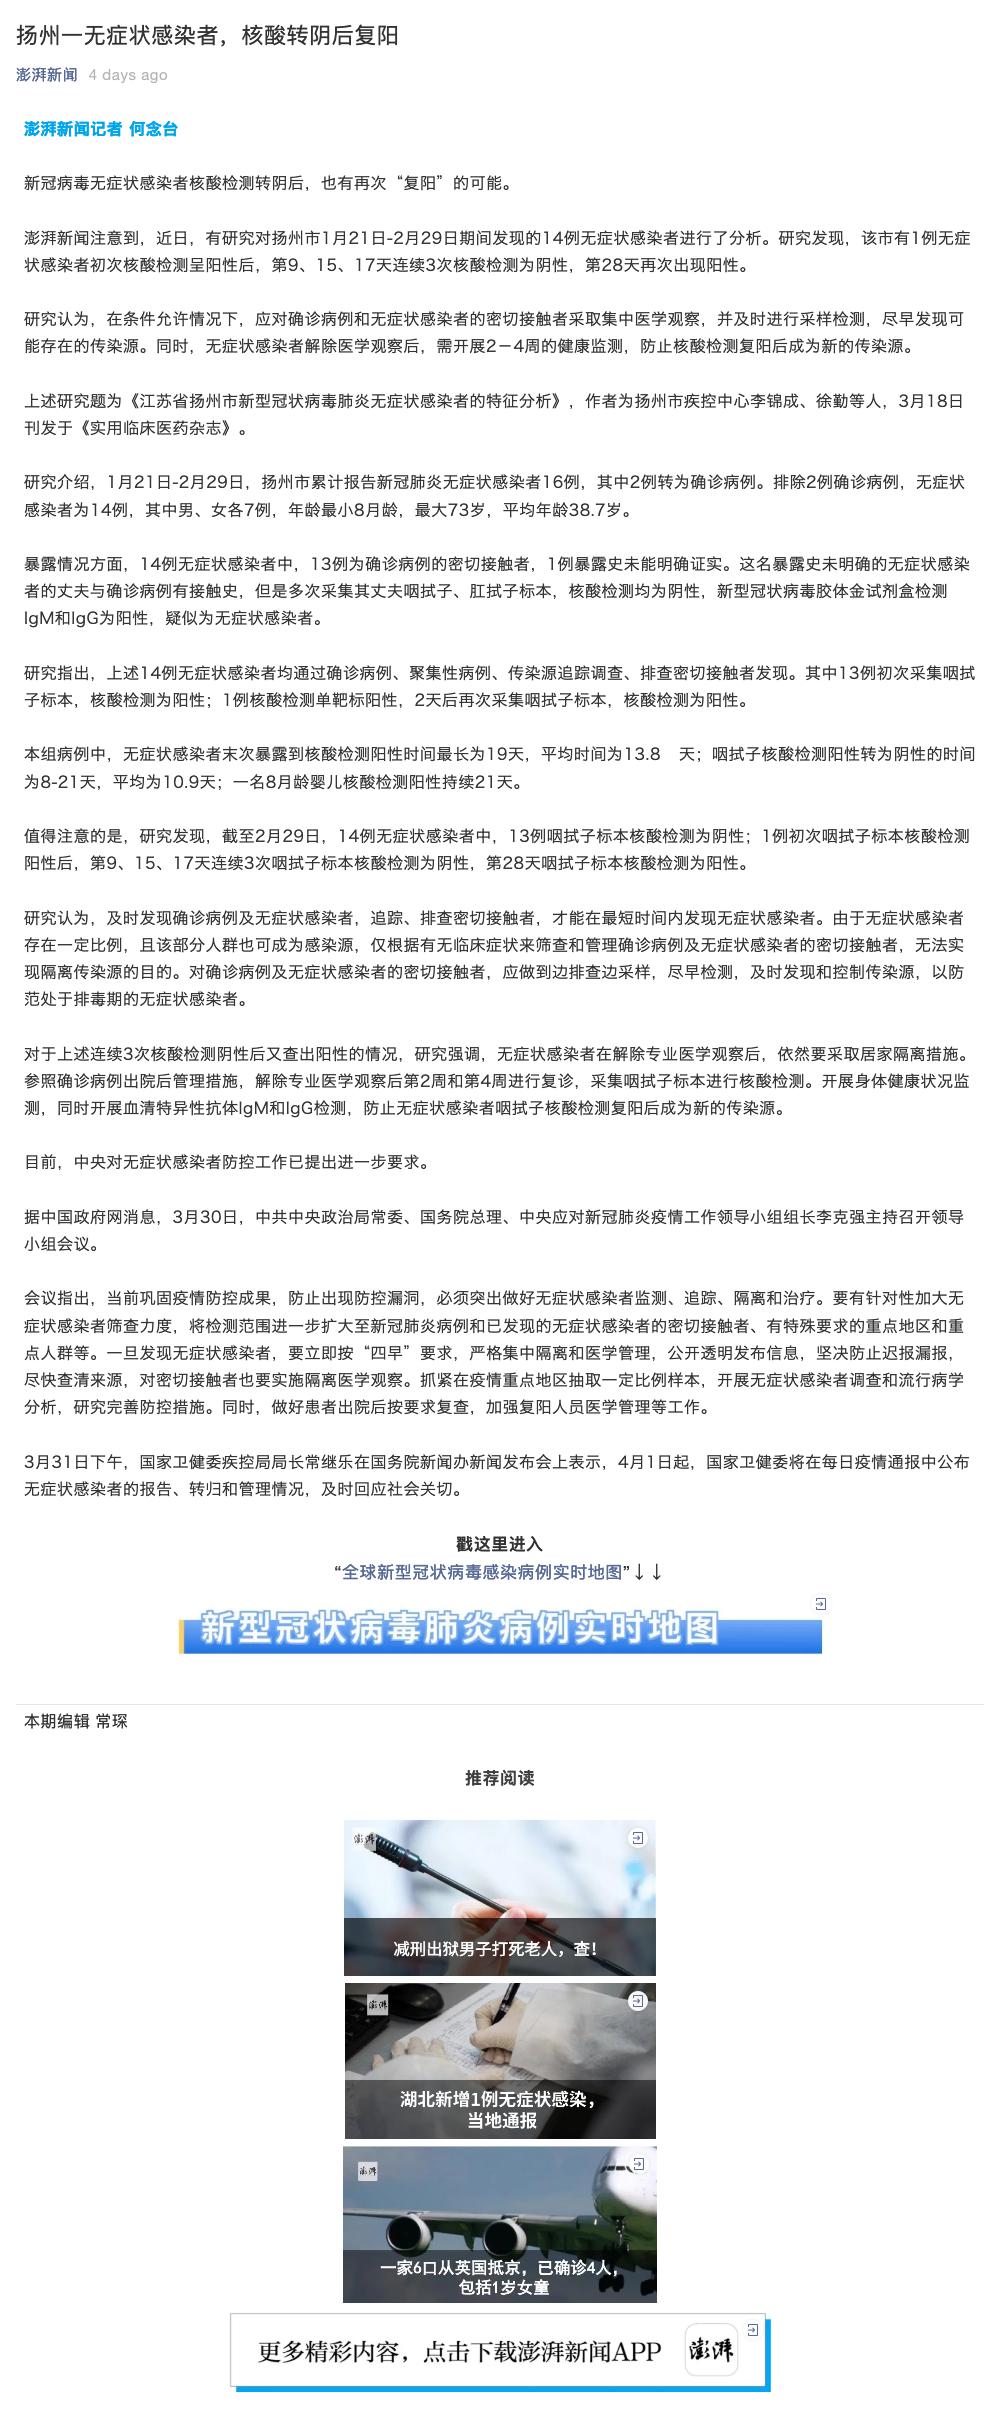 扬州一无症状感染者，核酸转阴后复阳
澎湃新闻 4 days ago
澎湃新闻记者 何念台
新冠病毒无症状感染者核酸检测转阴后，也有再次“复阳”的可能。
澎湃新闻注意到，近日，有研究对扬州市1月21日-2月29日期间发现的14例无症状感染者进行了分析。研究发现，该市有1例无症
状感染者初次核酸检测呈阳性后，第9、15、17天连续3次核酸检测为阴性，第28天再次出现阳性。
研究认为，在条件允许情况下，应对确诊病例和无症状感染者的密切接触者采取集中医学观察，并及时进行采样检测，尽早发现可
能存在的传染源。同时，无症状感染者解除医学观察后，需开展2－4周的健康监测，防止核酸检测复阳后成为新的传染源。
上述研究题为《江苏省扬州市新型冠状病毒肺炎无症状感染者的特征分析》，作者为扬州市疾控中心李锦成、徐勤等人，3月18日
刊发于《实用临床医药杂志》。
研究介绍，1月21日-2月29日，扬州市累计报告新冠肺炎无症状感染者16例，其中2例转为确诊病例。排除2例确诊病例，无症状
感染者为14例，其中男、女各7例，年龄最小8月龄，最大73岁，平均年龄38.7岁。
暴露情况方面，14例无症状感染者中，13例为确诊病例的密切接触者，1例暴露史未能明确证实。这名暴露史未明确的无症状感染
者的丈夫与确诊病例有接触史，但是多次采集其丈夫咽拭子、肛拭子标本，核酸检测均为阴性，新型冠状病毒胶体金试剂盒检测
IgM和IgG为阳性，疑似为无症状感染者。
研究指出，上述14例无症状感染者均通过确诊病例、聚集性病例、传染源追踪调查、排查密切接触者发现。其中13例初次采集咽拭
子标本，核酸检测为阳性；1例核酸检测单靶标阳性，2天后再次采集咽拭子标本，核酸检测为阳性。
本组病例中，无症状感染者末次暴露到核酸检测阳性时间最长为19天，平均时间为13.8　天；咽拭子核酸检测阳性转为阴性的时间
为8-21天，平均为10.9天；一名8月龄婴儿核酸检测阳性持续21天。
值得注意的是，研究发现，截至2月29日，14例无症状感染者中，13例咽拭子标本核酸检测为阴性；1例初次咽拭子标本核酸检测
阳性后，第9、15、17天连续3次咽拭子标本核酸检测为阴性，第28天咽拭子标本核酸检测为阳性。
研究认为，及时发现确诊病例及无症状感染者，追踪、排查密切接触者，才能在最短时间内发现无症状感染者。由于无症状感染者
存在一定比例，且该部分人群也可成为感染源，仅根据有无临床症状来筛查和管理确诊病例及无症状感染者的密切接触者，无法实
现隔离传染源的目的。对确诊病例及无症状感染者的密切接触者，应做到边排查边采样，尽早检测，及时发现和控制传染源，以防
范处于排毒期的无症状感染者。
对于上述连续3次核酸检测阴性后又查出阳性的情况，研究强调，无症状感染者在解除专业医学观察后，依然要采取居家隔离措施。
参照确诊病例出院后管理措施，解除专业医学观察后第2周和第4周进行复诊，采集咽拭子标本进行核酸检测。开展身体健康状况监
测，同时开展血清特异性抗体IgM和IgG检测，防止无症状感染者咽拭子核酸检测复阳后成为新的传染源。
目前，中央对无症状感染者防控工作已提出进一步要求。
据中国政府网消息，3月30日，中共中央政治局常委、国务院总理、中央应对新冠肺炎疫情工作领导小组组长李克强主持召开领导
小组会议。
会议指出，当前巩固疫情防控成果，防止出现防控漏洞，必须突出做好无症状感染者监测、追踪、隔离和治疗。要有针对性加大无
症状感染者筛查力度，将检测范围进一步扩大至新冠肺炎病例和已发现的无症状感染者的密切接触者、有特殊要求的重点地区和重
点人群等。一旦发现无症状感染者，要立即按“四早”要求，严格集中隔离和医学管理，公开透明发布信息，坚决防止迟报漏报，
尽快查清来源，对密切接触者也要实施隔离医学观察。抓紧在疫情重点地区抽取一定比例样本，开展无症状感染者调查和流行病学
分析，研究完善防控措施。同时，做好患者出院后按要求复查，加强复阳人员医学管理等工作。
3月31日下午，国家卫健委疾控局局长常继乐在国务院新闻办新闻发布会上表示，4月1日起，国家卫健委将在每日疫情通报中公布
无症状感染者的报告、转归和管理情况，及时回应社会关切。
戳这里进入
“全球新型冠状病毒感染病例实时地图”↓↓
新型冠状病毒肺炎病例实时地图
本期编辑 常琛
推荐阅读
澎湃
减刑出狱男子打死老人，查！
澎湃
湖北新增1例无症状感染，
当地通报
澎湃
一家6口从英国抵京，已确诊4人，
包括1岁女童
更多精彩内容，点击下载澎湃新闻APP
澎湃